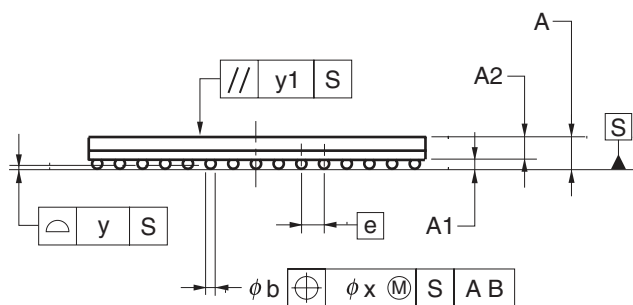 A
// y1 S
A2
S
e
A1
⌓ y S
φ b ⌖ φ x Ⓜ S A B